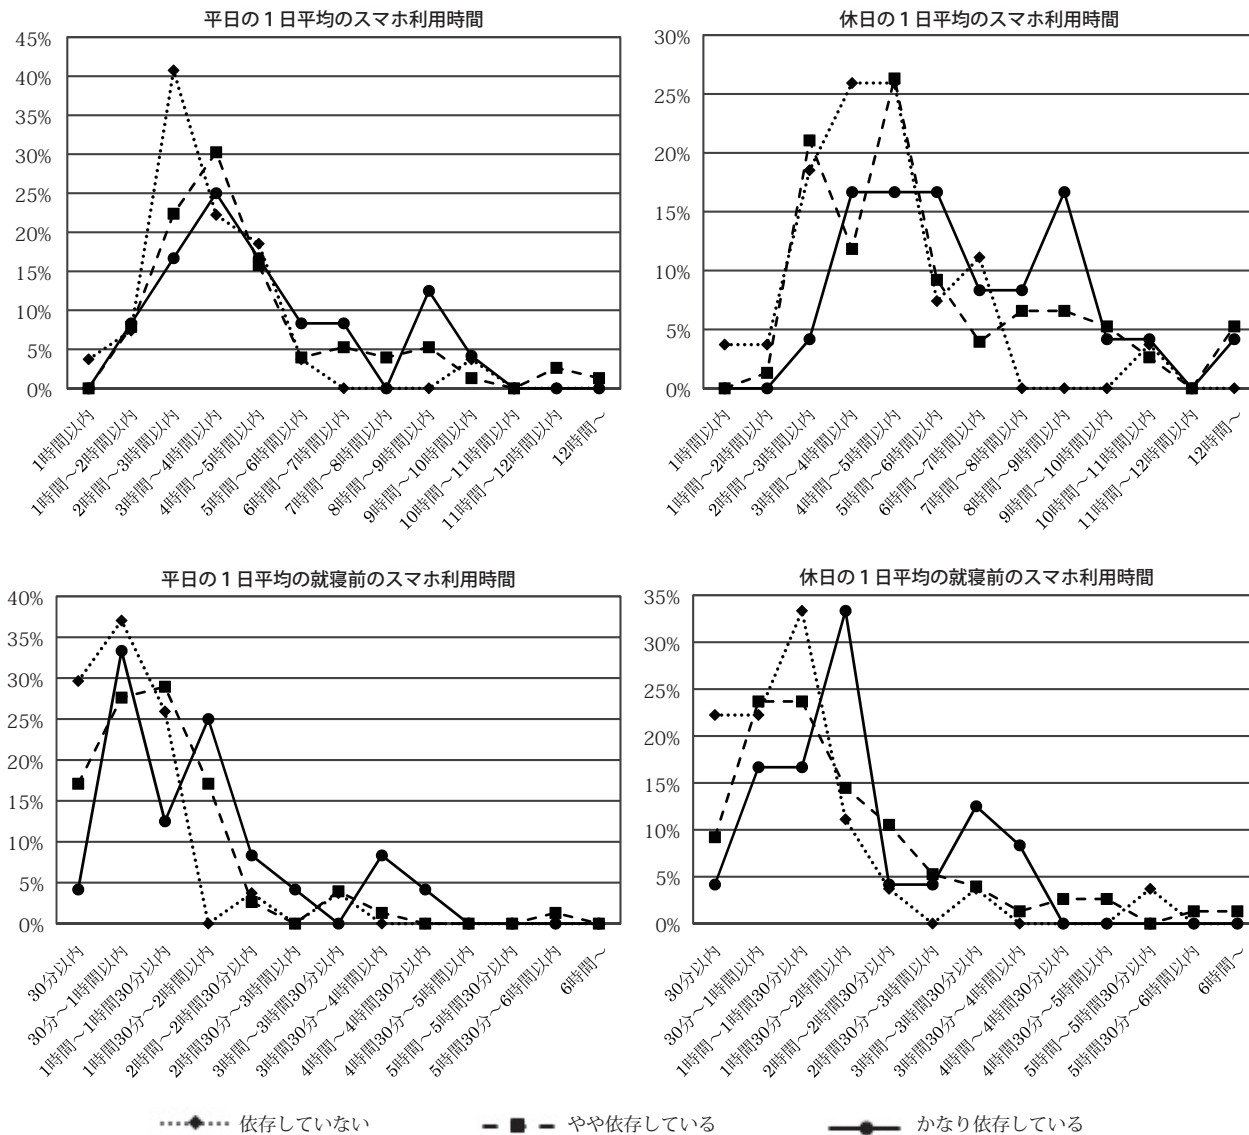 平日の１日平均のスマホ利用時間
45%
40%
35%
30%
25%
20%
15%
10%
5%
0%
1時間以内
1時間～2時間以内
2時間～3時間以内
3時間～4時間以内
4時間～5時間以内
5時間～6時間以内
6時間～7時間以内
7時間～8時間以内
8時間～9時間以内
9時間～10時間以内
10時間～11時間以内
11時間～12時間以内
12時間～
休日の１日平均のスマホ利用時間
30%
25%
20%
15%
10%
5%
0%
1時間以内
1時間～2時間以内
2時間～3時間以内
3時間～4時間以内
4時間～5時間以内
5時間～6時間以内
6時間～7時間以内
7時間～8時間以内
8時間～9時間以内
9時間～10時間以内
10時間～11時間以内
11時間～12時間以内
12時間～
平日の１日平均の就寝前のスマホ利用時間
40%
35%
30%
25%
20%
15%
10%
5%
0%
30分以内
30分～1時間以内
1時間～1時間30分以内
1時間30分～2時間以内
2時間～2時間30分以内
2時間30分～3時間以内
3時間～3時間30分以内
3時間30分～4時間以内
4時間～4時間30分以内
4時間30分～5時間以内
5時間～5時間30分以内
5時間30分～6時間以内
6時間～
休日の１日平均の就寝前のスマホ利用時間
35%
30%
25%
20%
15%
10%
5%
0%
30分以内
30分～1時間以内
1時間～1時間30分以内
1時間30分～2時間以内
2時間～2時間30分以内
2時間30分～3時間以内
3時間～3時間30分以内
3時間30分～4時間以内
4時間～4時間30分以内
4時間30分～5時間以内
5時間～5時間30分以内
5時間30分～6時間以内
6時間～
依存していない
やや依存している
かなり依存している